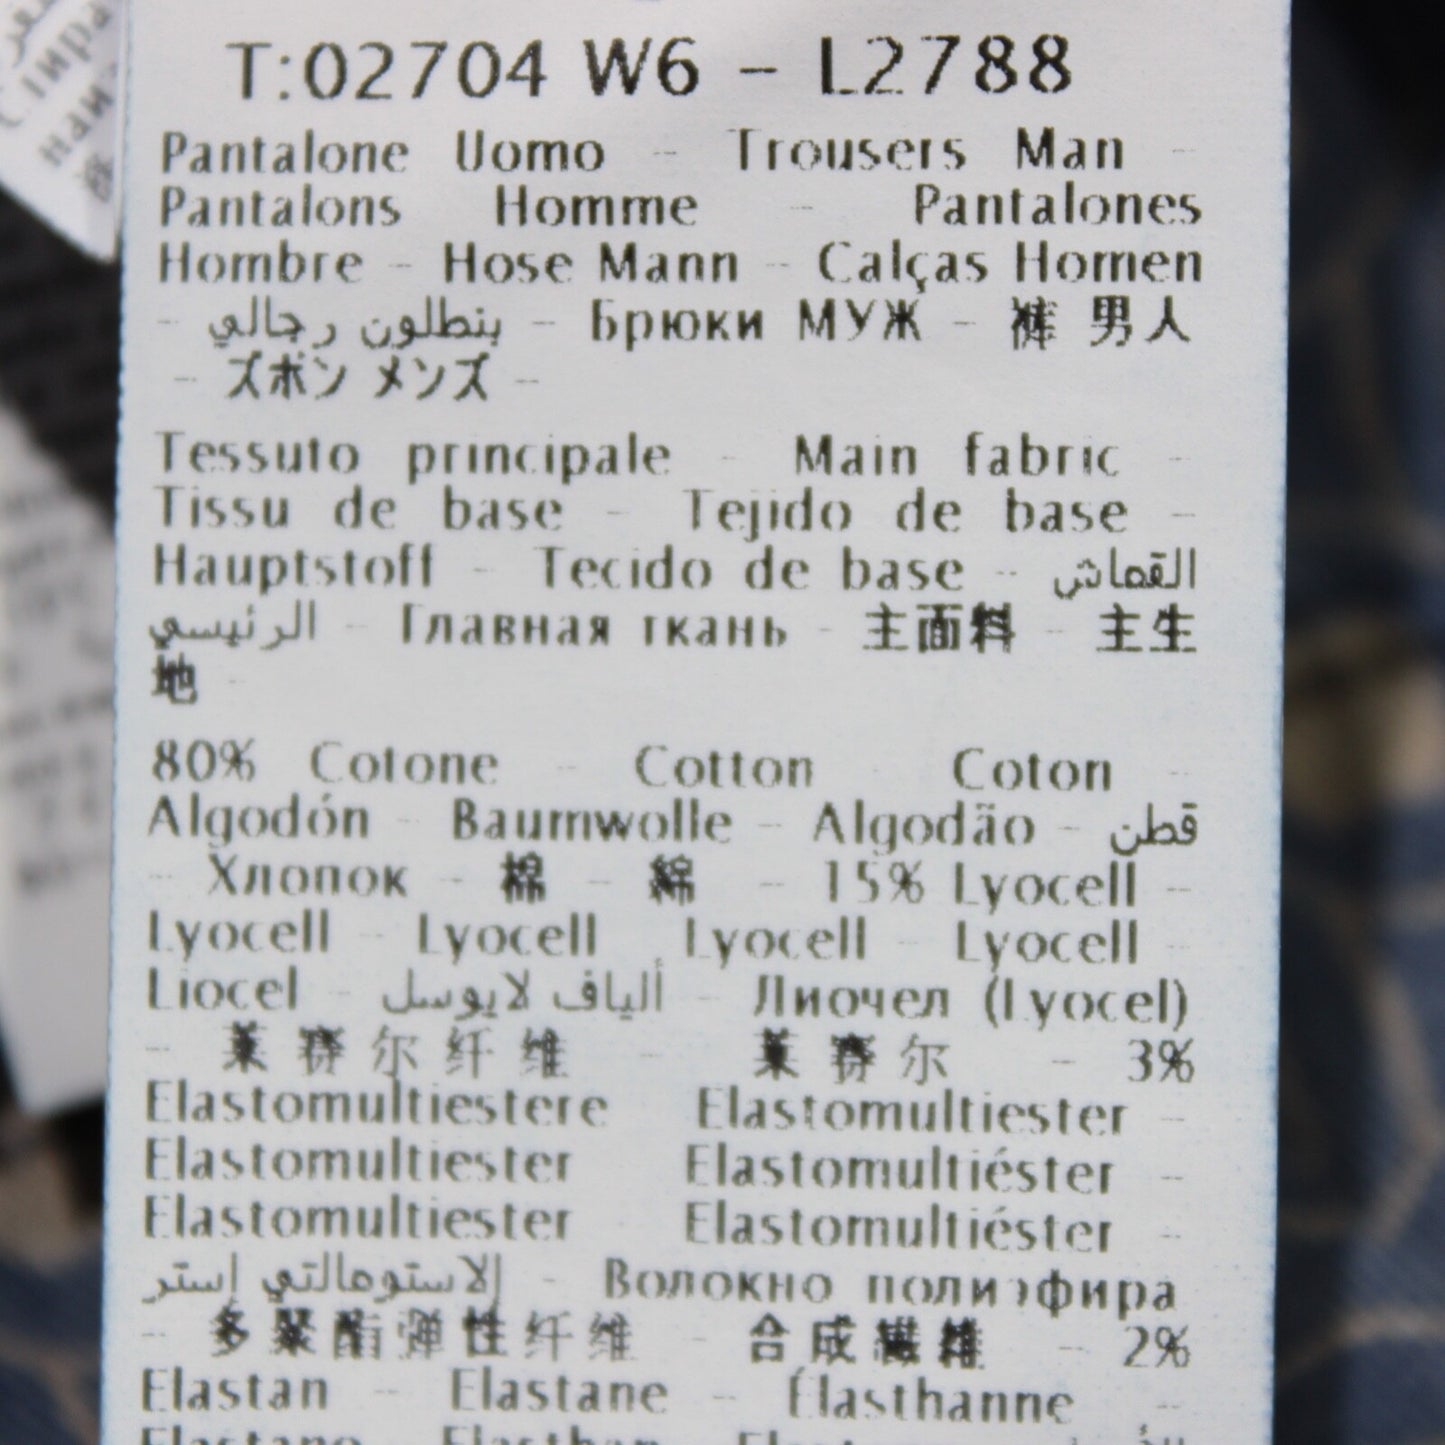 T:02704 W6 - L2788
Pantalone Uomo - Trousers Man -
Pantalons Homme - Pantalones
Hombre - Hose Mann - Calças Homen
- بنطلون رجالي - Брюки МУЖ - 裤 男人
- ズボン メンズ -
Tessuto principale - Main fabric -
Tissu de base - Tejido de base -
Hauptstoff - Tecido de base - القماش
الرئيسي - Главная ткань - 主面料 - 主生
地 -
80% Cotone - Cotton - Coton -
Algodón - Baumwolle - Algodão - قطن
- Хлопок - 棉 - 綿 - 15% Lyocell -
Lyocell - Lyocell - Lyocell - Lyocell -
Liocel - ألياف لايوسل - Лиочел (Lyocel)
- 莱赛尔纤维 - 莱赛尔 - 3%
Elastomultiestere - Elastomultiester -
Elastomultiester - Elastomultiéster -
Elastomultiester - Elastomultiéster -
الاستومالتي استر - Волокно полиэфира
- 多聚酯弹性纤维 - 合成繊維 - 2%
Elastan - Elastane - Élasthanne -
Elastano - Elasthan -